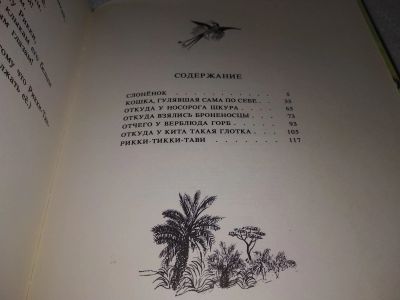 СОДЕРЖАНИЕ
СЛОНЁНОК . . . . . . . . . . 5
КОШКА, ГУЛЯВШАЯ САМА ПО СЕБЕ . . 33
ОТКУДА У НОСОРОГА ШКУРА . . . . 65
ОТКУДА ВЗЯЛИСЬ БРОНЕНОСЦЫ . . . 73
ОТЧЕГО У ВЕРБЛЮДА ГОРБ . . . . . 93
ОТКУДА У КИТА ТАКАЯ ГЛОТКА . . . 105
РИККИ-ТИККИ-ТАВИ . . . . . . . 117